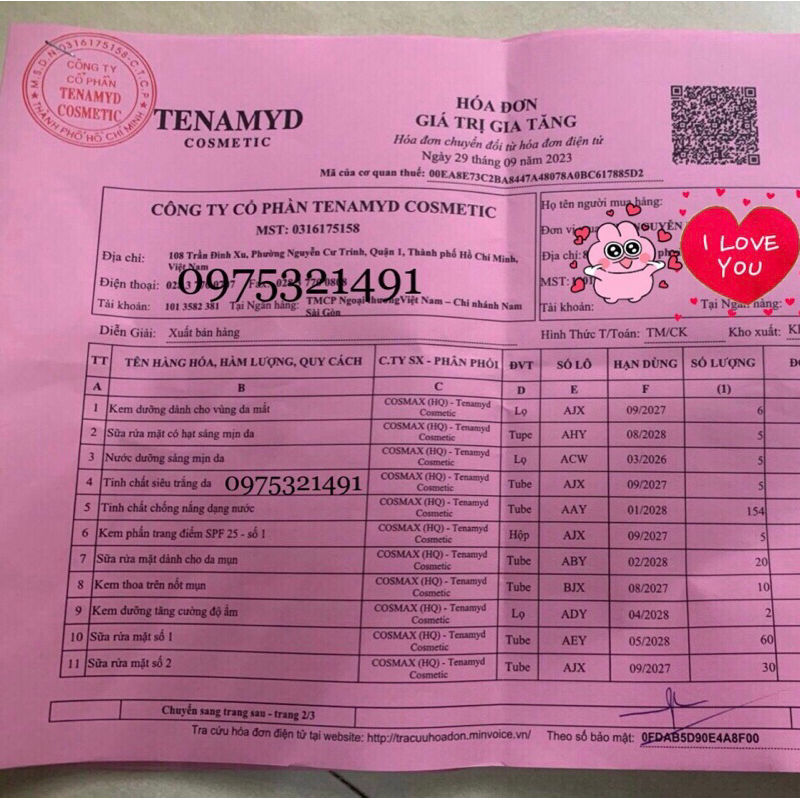 M.S.D.N:0316175158-C.T.C.P
CÔNG TY
CỔ PHẦN
TENAMYD
COSMETIC
THÀNH PHỐ HỒ CHÍ MINH
TENAMYD
COSMETIC
HÓA ĐƠN
GIÁ TRỊ GIA TĂNG
Hóa đơn chuyển đổi từ hóa đơn điện tử
Ngày 29 tháng 09 năm 2023
Mã của cơ quan thuế: 00EA8E73C2BA8447A48078A0BC617885D2
CÔNG TY CỔ PHẦN TENAMYD COSMETIC
MST: 0316175158
Địa chỉ: 108 Trần Đình Xu, Phường Nguyễn Cư Trinh, Quận 1, Thành phố Hồ Chí Minh,
Việt Nam
Điện thoại:
0975321491
Tài khoản: 101 3582 381 Tại Ngân hàng: TMCP Ngoại thương Việt Nam – Chi nhánh Nam
Sài Gòn
Họ tên người mua hàng:
Đơn vị
Địa chỉ:
MST:
Tài khoản: Tại Ngân hàng:
I LOVE
YOU
Diễn Giải: Xuất bán hàng
Hình Thức T/Toán: TM/CK Kho xuất:
TT TÊN HÀNG HÓA, HÀM LƯỢNG, QUY CÁCH C.TY SX - PHÂN PHỐI ĐVT SỐ LÔ HẠN DÙNG SỐ LƯỢNG
A B C D E F (1)
1 Kem dưỡng dành cho vùng da mắt COSMAX (HQ) - Tenamyd Cosmetic Lọ AJX 09/2027 6
2 Sữa rửa mặt có hạt sáng mịn da COSMAX (HQ) - Tenamyd Cosmetic Tupe AHY 08/2028 5
3 Nước dưỡng sáng mịn da COSMAX (HQ) - Tenamyd Cosmetic Lọ ACW 03/2026 5
4 Tinh chất siêu trắng da 0975321491 COSMAX (HQ) - Tenamyd Cosmetic Tube AJX 09/2027 5
5 Tinh chất chống nắng dạng nước COSMAX (HQ) - Tenamyd Cosmetic Tube AAY 01/2028 154
6 Kem phấn trang điểm SPF 25 - số 1 COSMAX (HQ) - Tenamyd Cosmetic Hộp AJX 09/2027 5
7 Sữa rửa mặt dành cho da mụn COSMAX (HQ) - Tenamyd Cosmetic Tube ABY 02/2028 20
8 Kem thoa trên nốt mụn COSMAX (HQ) - Tenamyd Cosmetic Tube BJX 08/2027 10
9 Kem dưỡng tăng cường độ ẩm COSMAX (HQ) - Tenamyd Cosmetic Lọ ADY 04/2028 2
10 Sữa rửa mặt số 1 COSMAX (HQ) - Tenamyd Cosmetic Tube AEY 05/2028 60
11 Sữa rửa mặt số 2 COSMAX (HQ) - Tenamyd Cosmetic Tube AJX 09/2027 30
Chuyển sang trang sau - trang 2/3
Tra cứu hóa đơn điện tử tại website: http://tracuuhoadon.minvoice.vn/ Theo số bảo mật: 0FDAB5D90E4A8F00